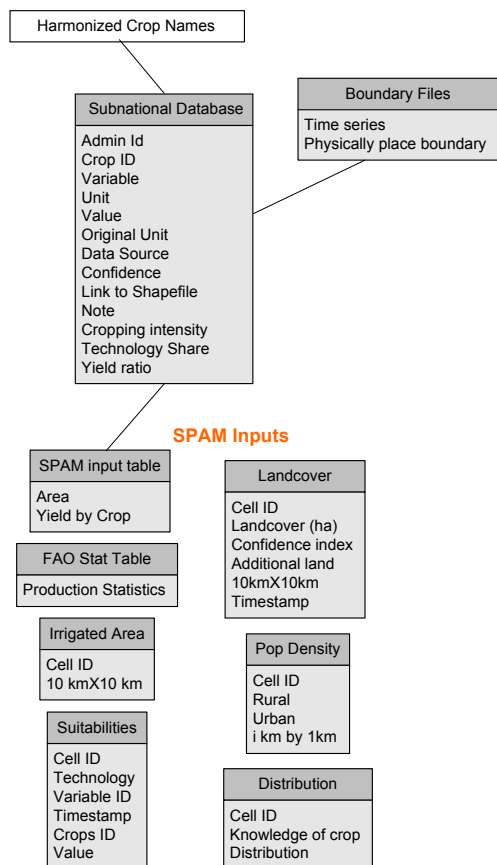 Harmonized Crop Names
Subnational Database
Admin Id
Crop ID
Variable
Unit
Value
Original Unit
Data Source
Confidence
Link to Shapefile
Note
Cropping intensity
Technology Share
Yield ratio
Boundary Files
Time series
Physically place boundary
SPAM Inputs
SPAM input table
Area
Yield by Crop
FAO Stat Table
Production Statistics
Irrigated Area
Cell ID
10 kmX10 km
Suitabilities
Cell ID
Technology
Variable ID
Timestamp
Crops ID
Value
Landcover
Cell ID
Landcover (ha)
Confidence index
Additional land
10kmX10km
Timestamp
Pop Density
Cell ID
Rural
Urban
i km by 1km
Distribution
Cell ID
Knowledge of crop
Distribution